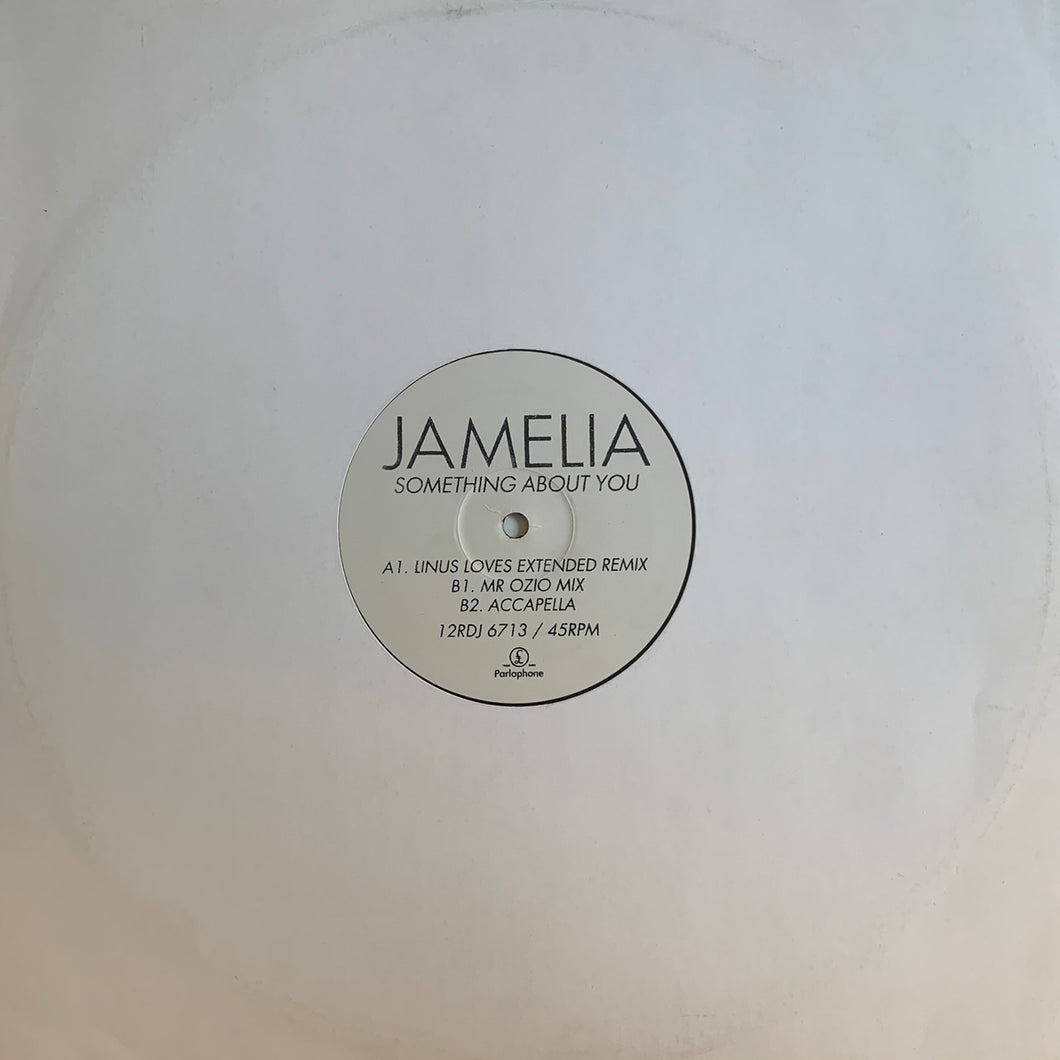 JAMELIA
SOMETHING ABOUT YOU
A1. LINUS LOVES EXTENDED REMIX
B1. MR OZIO MIX
B2. ACCAPELLA
12RDJ 6713 / 45RPM
£
Parlophone